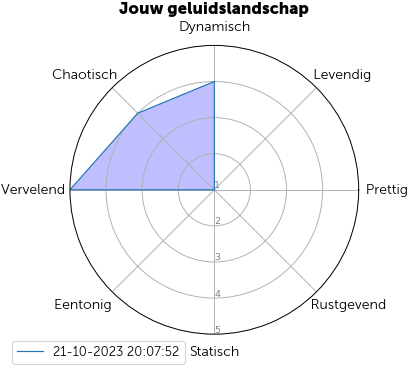 Jouw geluidslandschap
Dynamisch
Chaotisch
Levendig
Vervelend
1
Prettig
2
3
Eentonig
4
Rustgevend
5
21-10-2023 20:07:52
Statisch